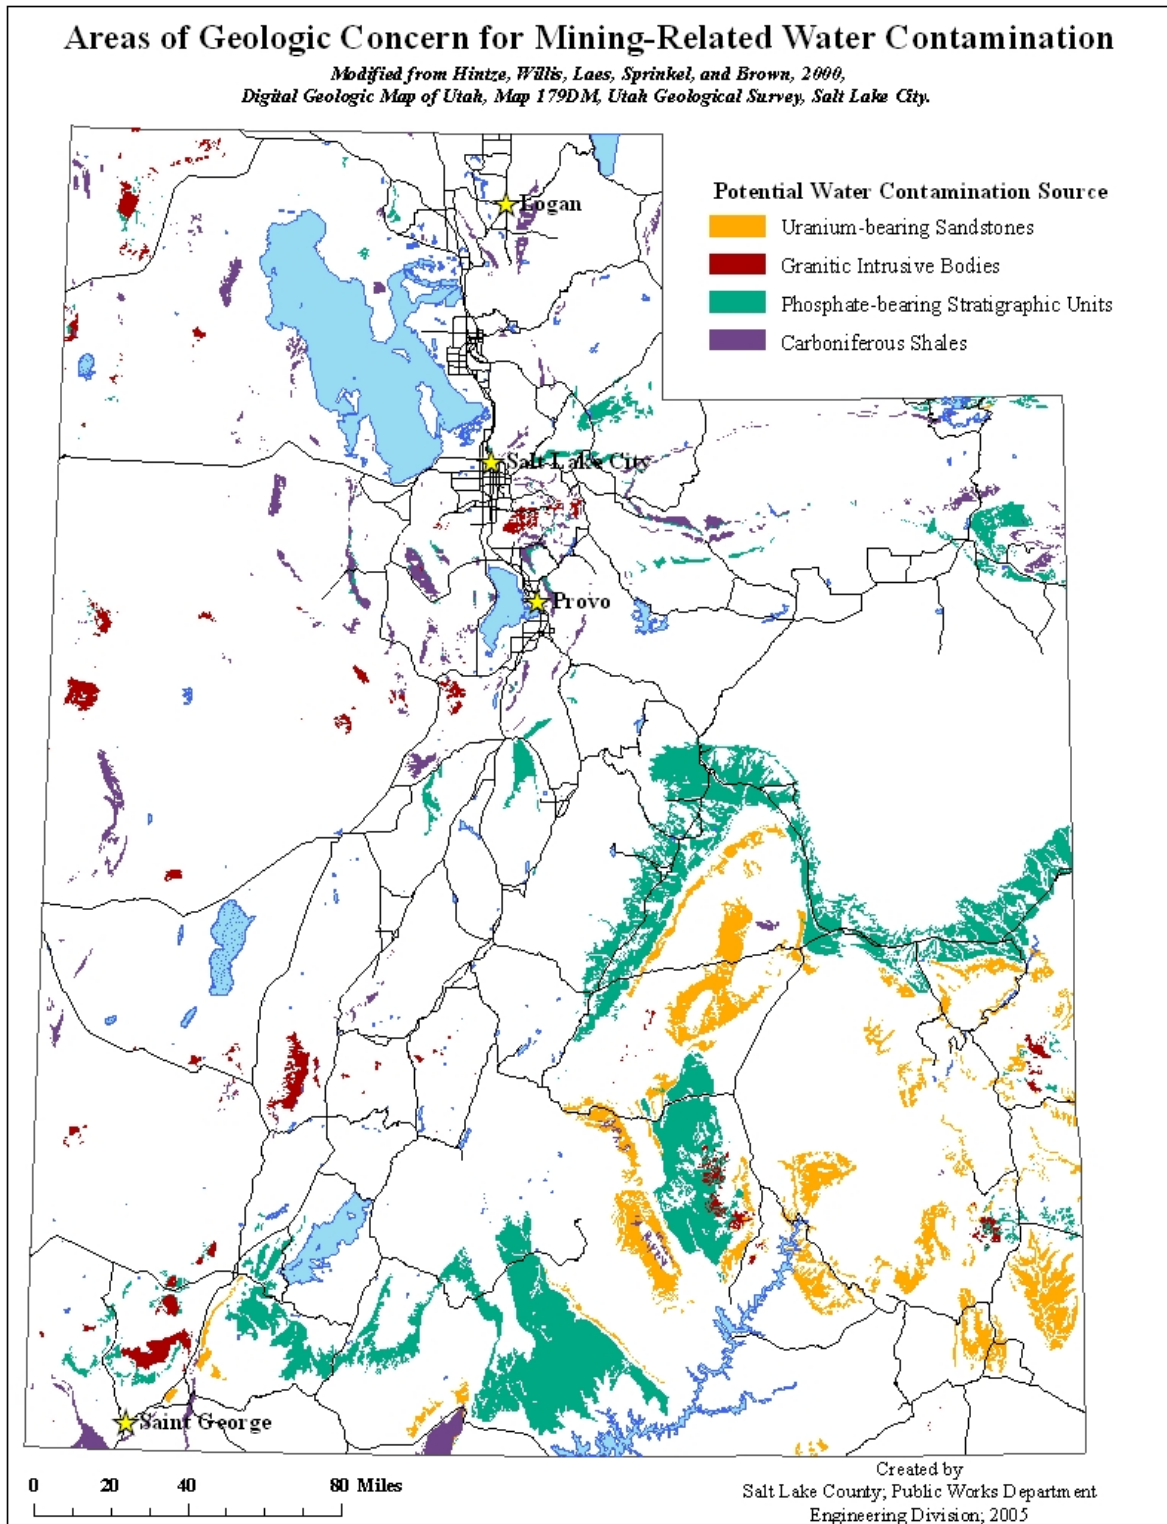 Areas of Geologic Concern for Mining-Related Water Contamination
Modified from Hintze, Willis, Laes, Sprinkel, and Brown, 2000,
Digital Geologic Map of Utah, Map 179DM, Utah Geological Survey, Salt Lake City.
Potential Water Contamination Source
Uranium-bearing Sandstones
Granitic Intrusive Bodies
Phosphate-bearing Stratigraphic Units
Carboniferous Shales
Logan
Salt Lake City
Provo
Saint George
0 20 40 80 Miles
Created by
Salt Lake County; Public Works Department
Engineering Division; 2005